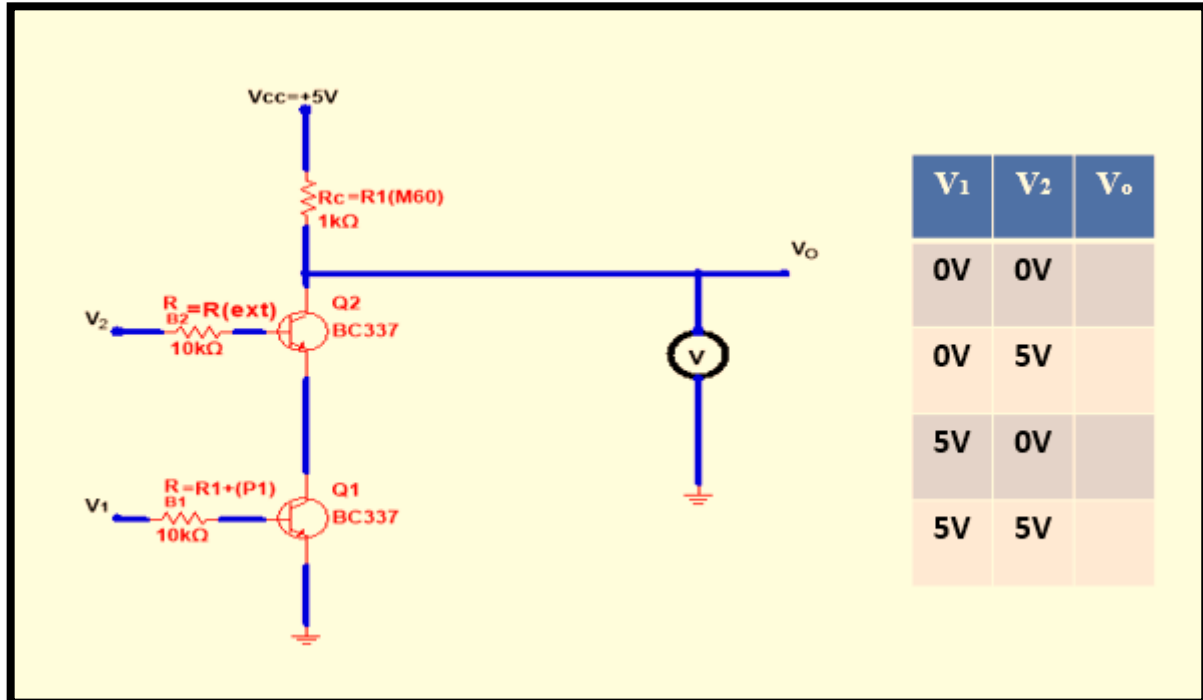 Vcc=+5V
Rc=R1(M60)
1kΩ
Vo
V2
R =R(ext)
B2
10kΩ
Q2
BC337
V
V1
R =R1+(P1)
B1
10kΩ
Q1
BC337
V1 V2 Vo
0V 0V
0V 5V
5V 0V
5V 5V